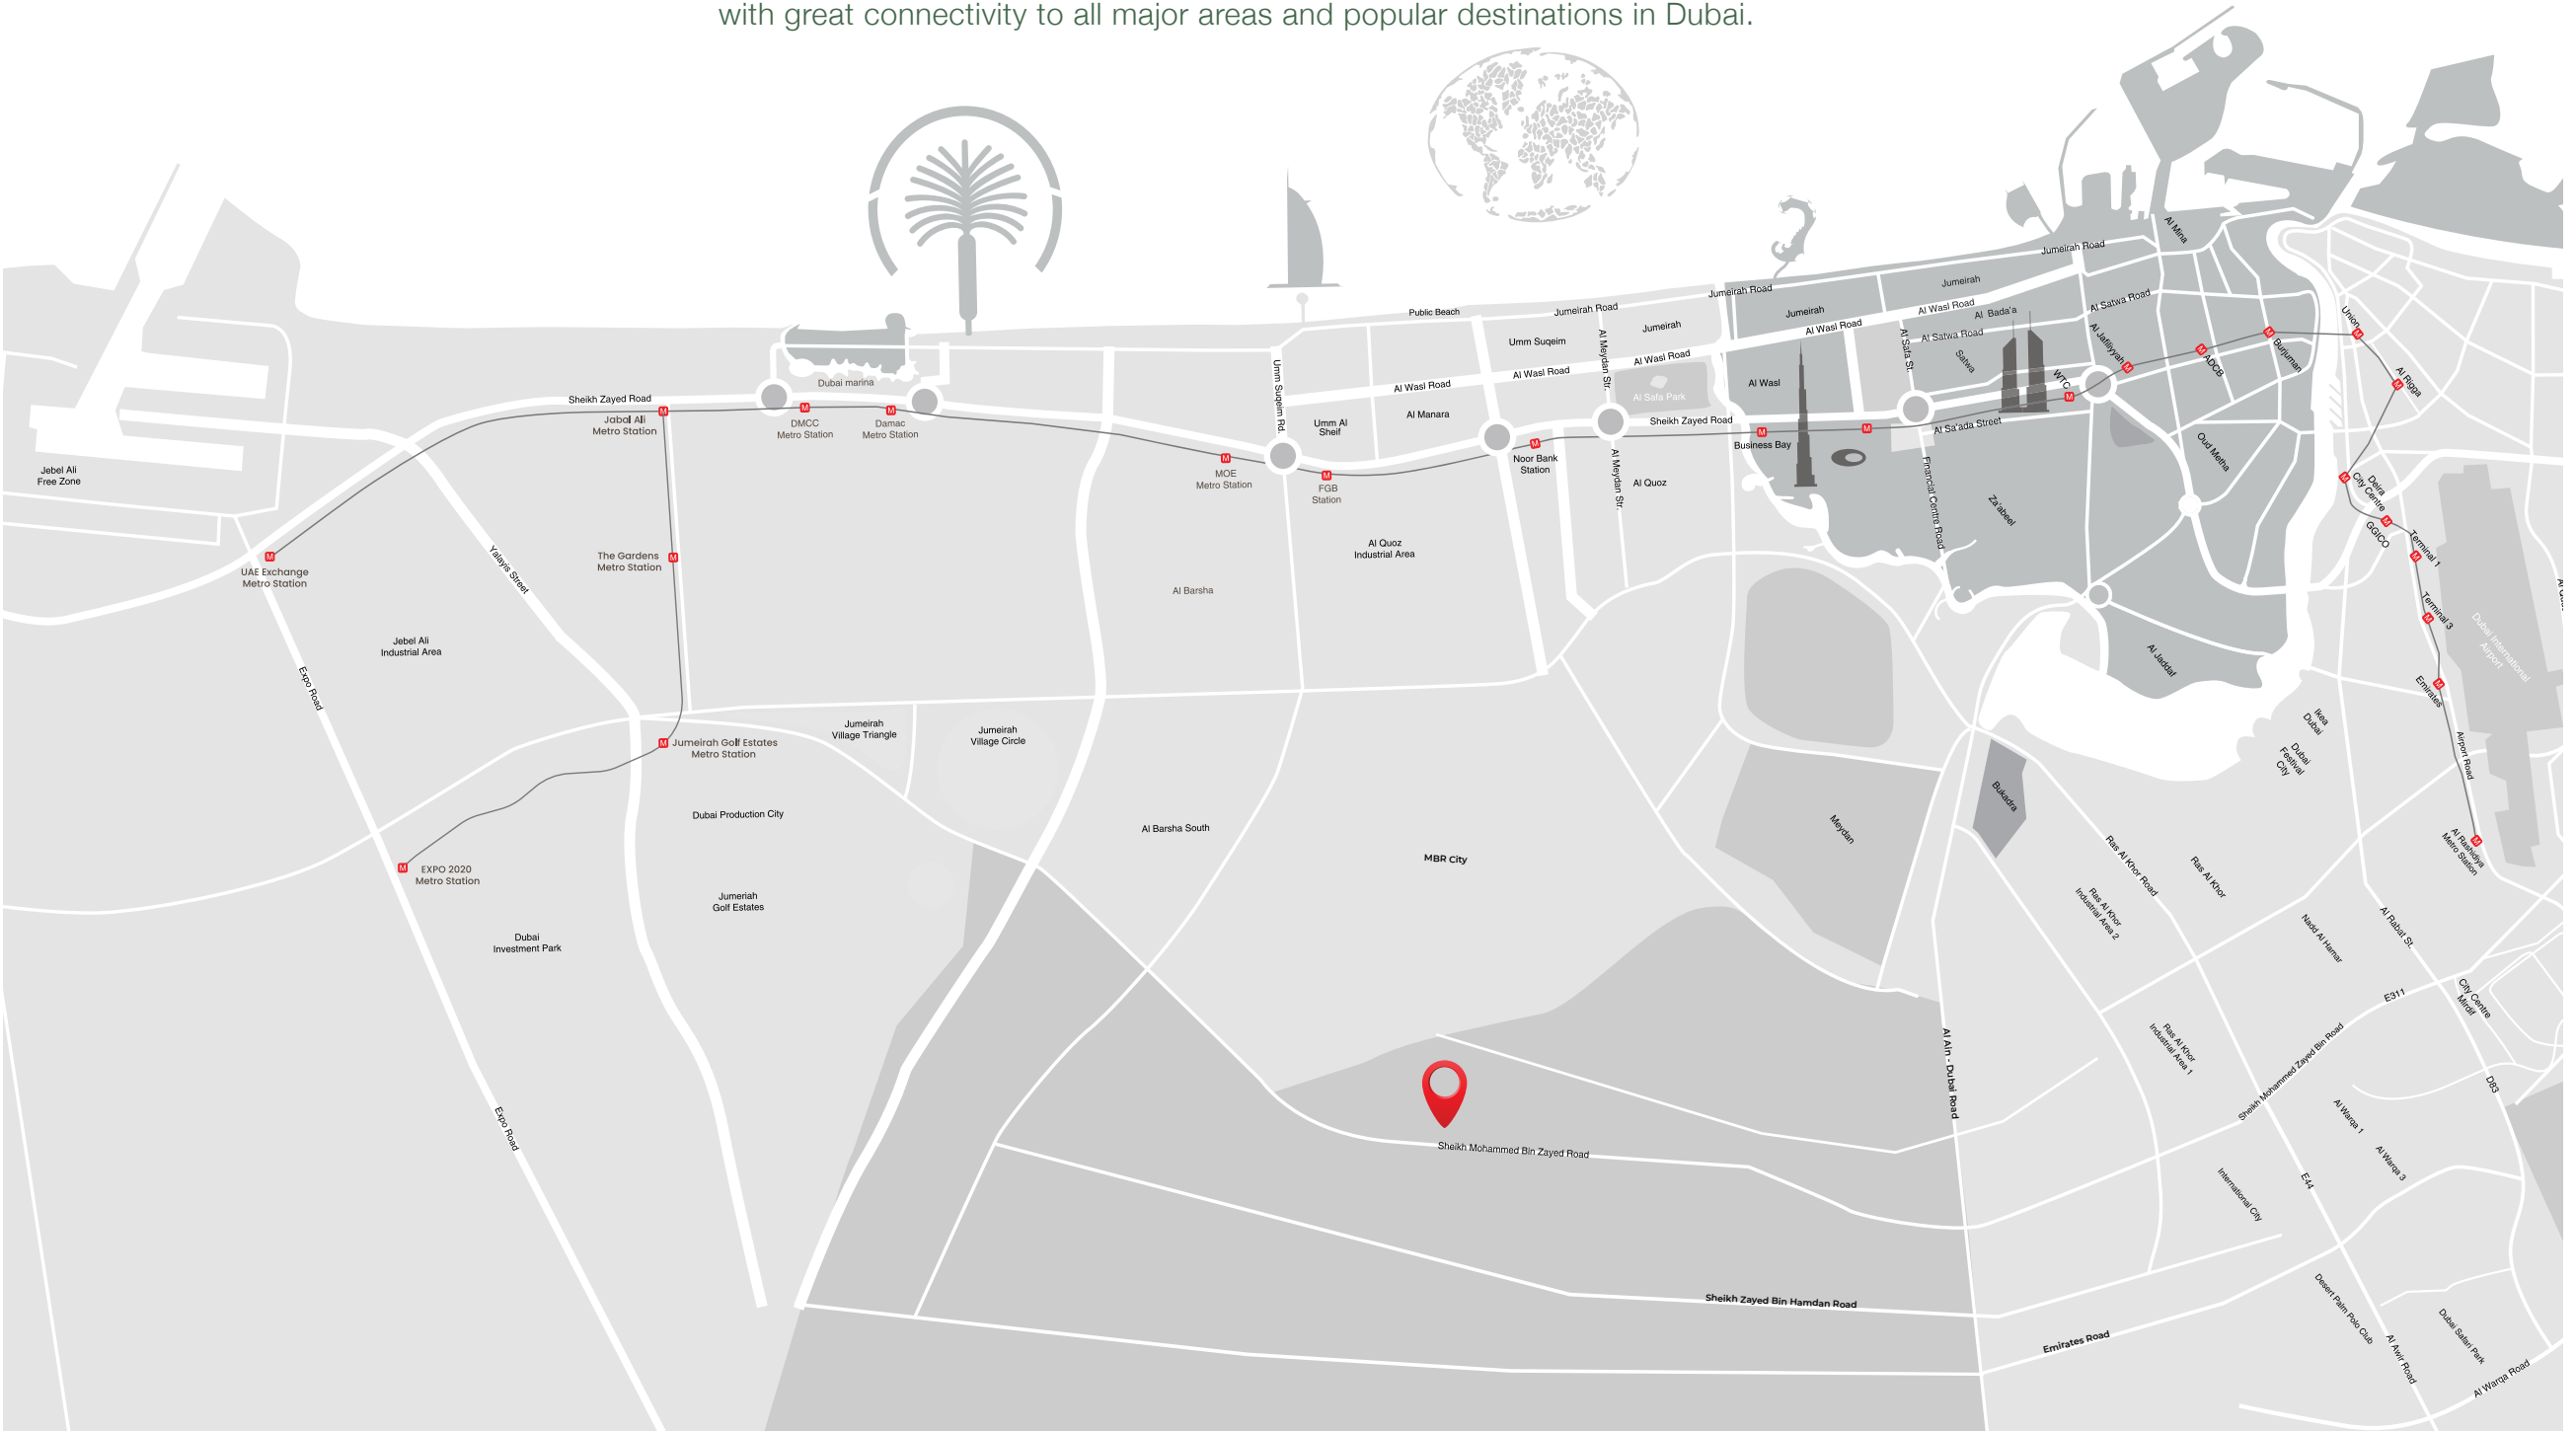 with great connectivity to all major areas and popular destinations in Dubai.
Al Mina
Jumeirah Road
Jumeirah
Jumeirah Road
Jumeirah
Al Satwa Road
Al Wasl Road
Al Bada'a
Public Beach
Jumeirah Road
Jumeirah
Al Wasl Road
Al Satwa Road
Al Safa St.
Satwa
Al Jafiliyyah
ADCB
Burjuman
Union
Al Rigga
Umm Suqeim
Al Meydan Str.
Al Wasl Road
Al Wasl Road
Al Wasl Road
Al Wasl
WTC
Umm Suqeim Rd.
Dubai marina
Al Safa Park
Sheikh Zayed Road
Jabal Ali
Metro Station
DMCC
Metro Station
Damac
Metro Station
Umm Al
Sheif
Al Manara
Sheikh Zayed Road
Al Sa'ada Street
Business Bay
Oud Metha
MOE
Metro Station
FGB
Station
Noor Bank
Station
Al Meydan Str.
Al Quoz
Financial Centre Road
Za'abeel
Deira
City Centre
GGICO
Terminal 1
Terminal 3
Dubai International
Airport
Emirates
Jebel Ali
Free Zone
UAE Exchange
Metro Station
Yalayis Street
The Gardens
Metro Station
Al Quoz
Industrial Area
Al Barsha
Jebel Ali
Industrial Area
Expo Road
Al Jaddaf
Ikea
Dubai
Dubai
Festival
City
Airport Road
Jumeirah Golf Estates
Metro Station
Jumeirah
Village Triangle
Jumeirah
Village Circle
Dubai Production City
Al Barsha South
MBR City
Meydan
Bukadra
Ras Al Khor Road
Ras Al Khor
Al Rashidiya
Metro Station
EXPO 2020
Metro Station
Jumeriah
Golf Estates
Dubai
Investment Park
Ras Al Khor
Industrial Area 2
Nadd Al Hamar
Al Rabat St.
E311
City Centre
Mirdif
Al Ain - Dubai Road
Ras Al Khor
Industrial Area 1
Sheikh Mohammed Zayed Bin Road
D83
Expo Road
Sheikh Mohammed Bin Zayed Road
Al Warqa 1
Al Warqa 3
International City
E44
Sheikh Zayed Bin Hamdan Road
Emirates Road
Desert Palm Polo Club
Al Awir Road
Dubai Safari Park
Al Warqa Road